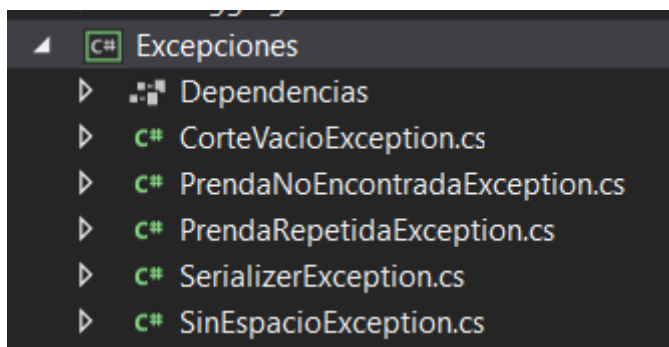 C# Excepciones
Dependencias
C# CorteVacioException.cs
C# PrendaNoEncontradaException.cs
C# PrendaRepetidaException.cs
C# SerializerException.cs
C# SinEspacioException.cs